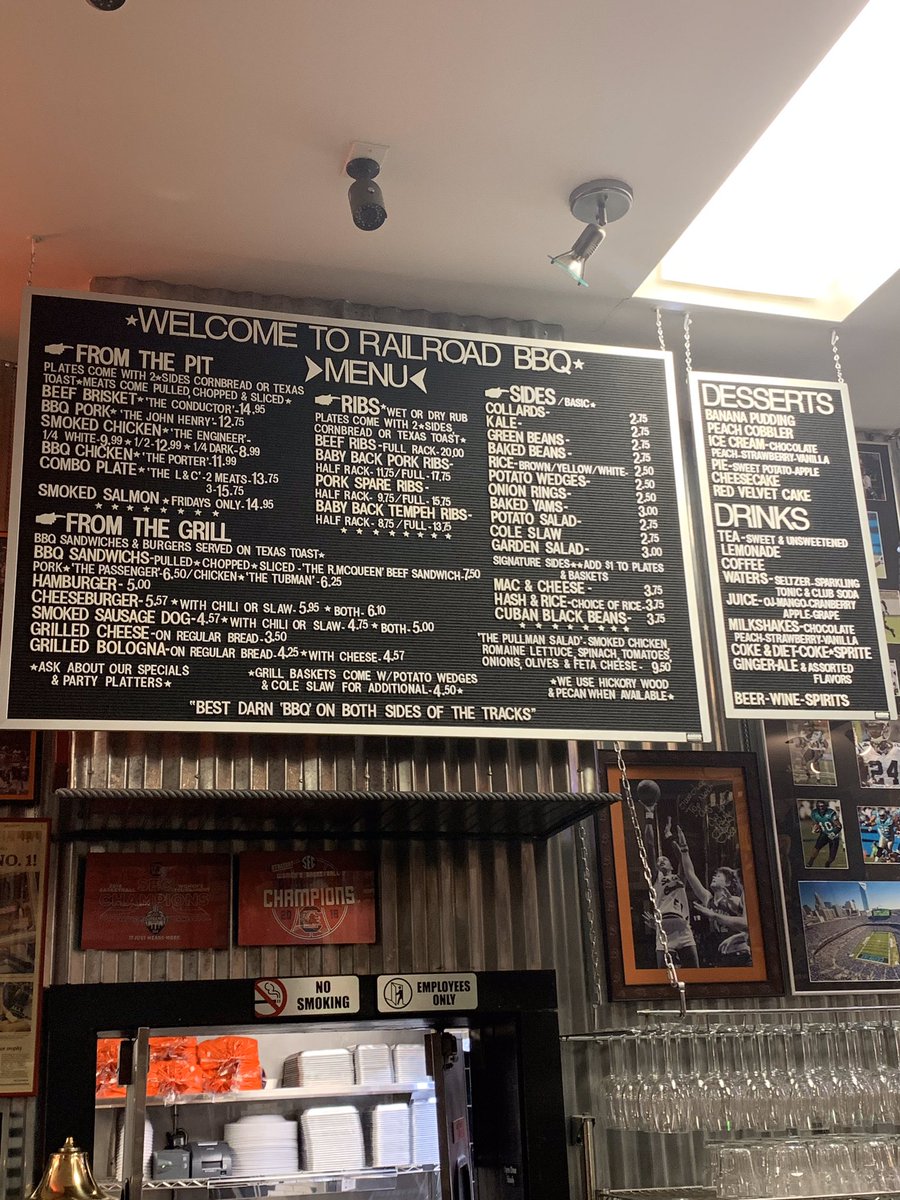 ★WELCOME TO RAILROAD BBQ★
MENU
FROM THE PIT
PLATES COME WITH 2★SIDES CORNBREAD OR TEXAS
TOAST★MEATS COME PULLED, CHOPPED & SLICED★
BEEF BRISKET★'THE CONDUCTOR'-14.95
BBQ PORK★'THE JOHN HENRY'-12.75
SMOKED CHICKEN★'THE ENGINEER'-
1/4 WHITE-9.99★1/2-12.99★1/4 DARK-8.99
BBQ CHICKEN★'THE PORTER'11.99
COMBO PLATE★'THE L&C'-2 MEATS-13.75
3-15.75
SMOKED SALMON★FRIDAYS ONLY-14.95
★★★★★★★
FROM THE GRILL
BBQ SANDWICHES & BURGERS SERVED ON TEXAS TOAST★
BBQ SANDWICHS-PULLED★CHOPPED★SLICED-'THE R.MCQUEEN' BEEF SANDWICH-7.50
PORK★'THE PASSENGER'-6.50/CHICKEN★'THE TUBMAN'-6.25
HAMBURGER-5.00
CHEESEBURGER-5.57★WITH CHILI OR SLAW-5.95★BOTH-6.10
SMOKED SAUSAGE DOG-4.57★WITH CHILI OR SLAW-4.75★BOTH-5.00
GRILLED CHEESE-ON REGULAR BREAD-3.50
GRILLED BOLOGNA-ON REGULAR BREAD-4.25★WITH CHEESE-4.57
★ASK ABOUT OUR SPECIALS
& PARTY PLATTERS★
★GRILL BASKETS COME W/POTATO WEDGES
& COLE SLAW FOR ADDITIONAL-4.50★
RIBS★WET OR DRY RUB
PLATES COME WITH 2★SIDES,
CORNBREAD OR TEXAS TOAST★
BEEF RIBS-FULL RACK-20.00
BABY BACK PORK RIBS-
HALF RACK-11.75/FULL-17.75
PORK SPARE RIBS-
HALF RACK-9.75/FULL-15.75
BABY BACK TEMPEH RIBS-
HALF RACK-8.75/FULL-13.75
★★★★★★★
SIDES/BASIC★
COLLARDS- 2.75
KALE- 2.75
GREEN BEANS- 2.75
BAKED BEANS- 2.75
RICE-BROWN/YELLOW/WHITE- 2.50
POTATO WEDGES- 2.50
ONION RINGS- 2.50
BAKED YAMS- 3.00
POTATO SALAD- 2.75
COLE SLAW 2.75
GARDEN SALAD- 3.00
SIGNATURE SIDES★★ADD $1 TO PLATES
& BASKETS
MAC & CHEESE- 3.75
HASH & RICE-CHOICE OF RICE-3.75
CUBAN BLACK BEANS- 3.75
★★★★★★★
'THE PULLMAN SALAD'-SMOKED CHICKEN
ROMAINE LETTUCE, SPINACH, TOMATOES
ONIONS, OLIVES & FETA CHEESE- 9.50
★WE USE HICKORY WOOD
& PECAN WHEN AVAILABLE★
"BEST DARN 'BBQ' ON BOTH SIDES OF THE TRACKS"
DESSERTS
BANANA PUDDING
PEACH COBBLER
ICE CREAM-CHOCOLATE
PEACH-STRAWBERRY-VANILLA
PIE-SWEET POTATO-APPLE
CHEESECAKE
RED VELVET CAKE
DRINKS
TEA-SWEET & UNSWEETENED
LEMONADE
COFFEE
WATERS-SELTZER-SPARKLING
TONIC & CLUB SODA
JUICE-OJ-MANGO-CRANBERRY
APPLE-GRAPE
MILKSHAKES-CHOCOLATE
PEACH-STRAWBERRY-VANILLA
COKE & DIET-COKE★SPRITE
GINGER-ALE & ASSORTED
FLAVORS
BEER-WINE-SPIRITS
24
NO. 1!
SEC
CHAMPIONS
CHAMPIONS
NO
SMOKING
EMPLOYEES
ONLY